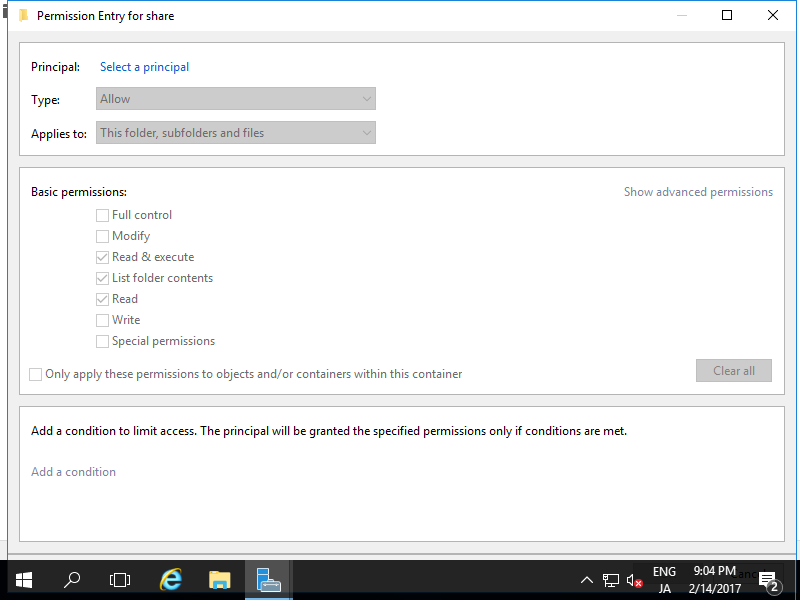 Permission Entry for share
Principal: Select a principal
Type: Allow
Applies to: This folder, subfolders and files
Basic permissions: Show advanced permissions
Full control
Modify
Read & execute
List folder contents
Read
Write
Special permissions
Only apply these permissions to objects and/or containers within this container
Clear all
Add a condition to limit access. The principal will be granted the specified permissions only if conditions are met.
Add a condition
ENG 9:04 PM
JA 2/14/2017
2